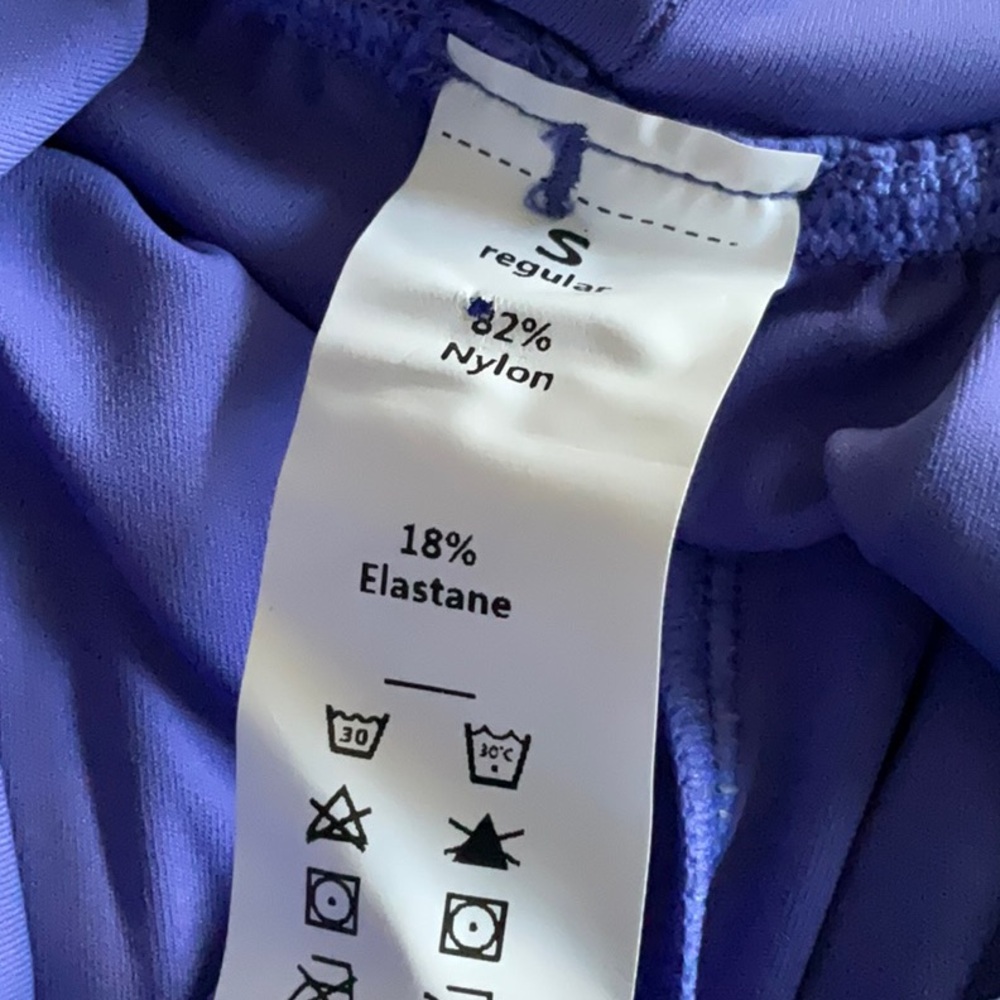 S
regular
82%
Nylon
18%
Elastane
30
30°C